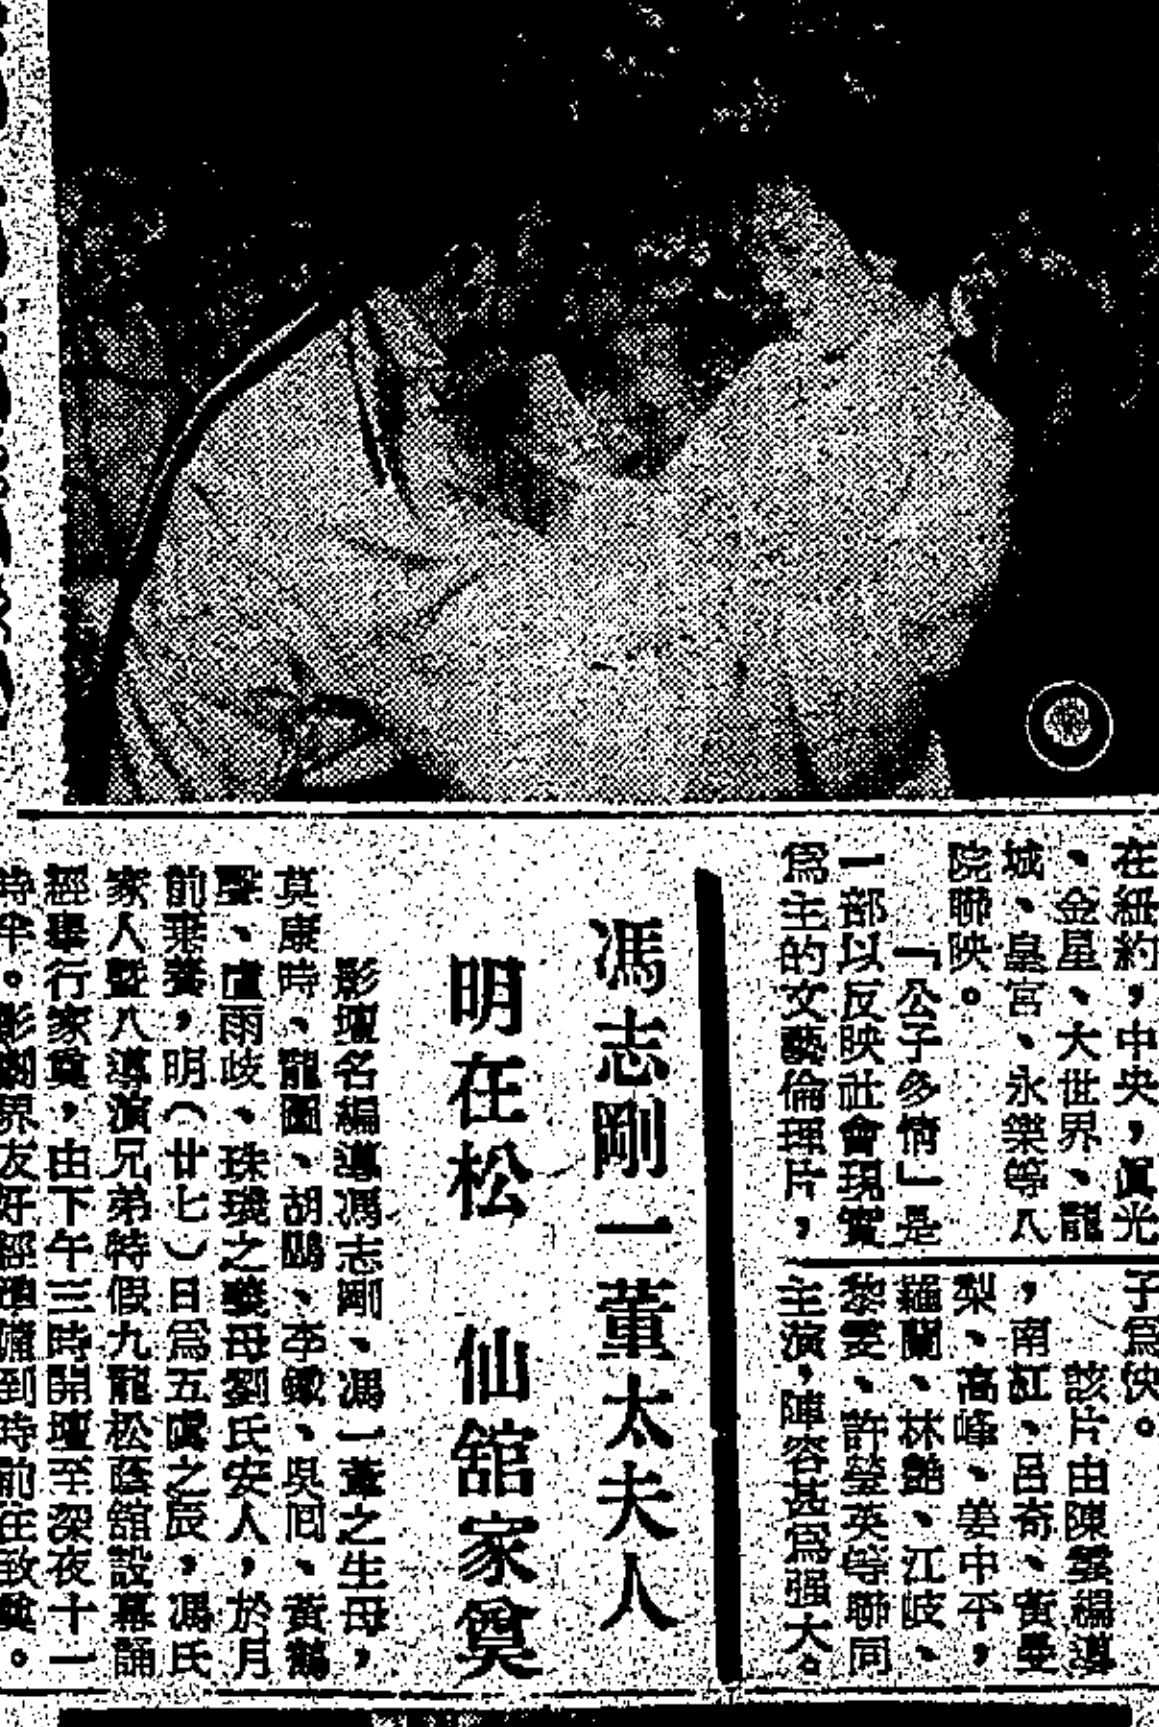 在紐約，中央，眞光
、金星、大世界、龍
城、皇宮、永樂等八
院聯映。
「公子多情」是
一部以反映社會現實
爲主的文藝倫理片，
子爲快。
該片由陳雲編導
，南紅、呂奇、黃曼
梨、高峰、姜中平，
羅蘭、林艷、江岐、
黎雯、許瑩英等聯同
主演，陣容甚爲强大。
馮志剛一董太夫人
明在松 仙舘家奠
影壇名編導馮志剛、馮一葦之生母，
莫康時、龍圖、胡鵬、李鐵、吳回、黃鶴
聲、盧雨岐、珠璣之義母劉氏安人，於月
前棄養，明（廿七）日爲五虞之辰，馮氏
家人暨八導演兄弟特假九龍松蔭舘設幕誦
經舉行家奠，由下午三時開壇至深夜十一
時半。影劇界友好經準備到時前往致奠。